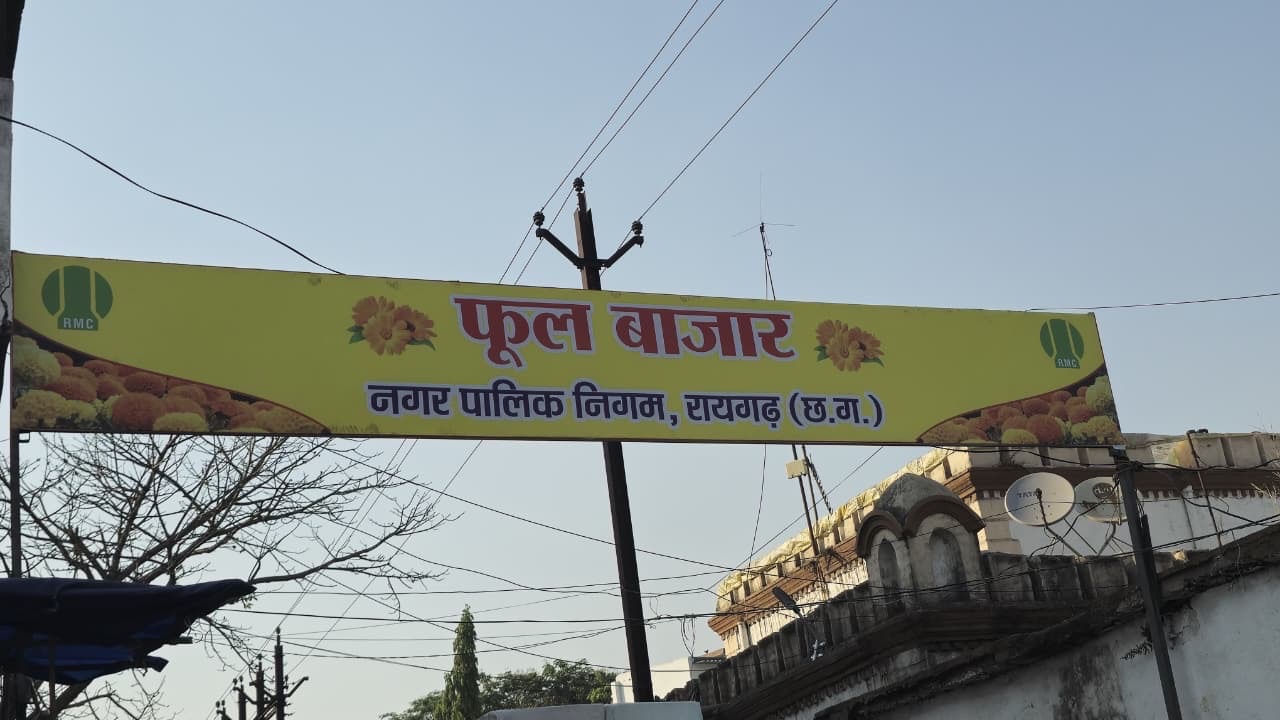 फूल बाजार
नगर पालिक निगम, रायगढ़ (छ.ग.)
RMC
RMC